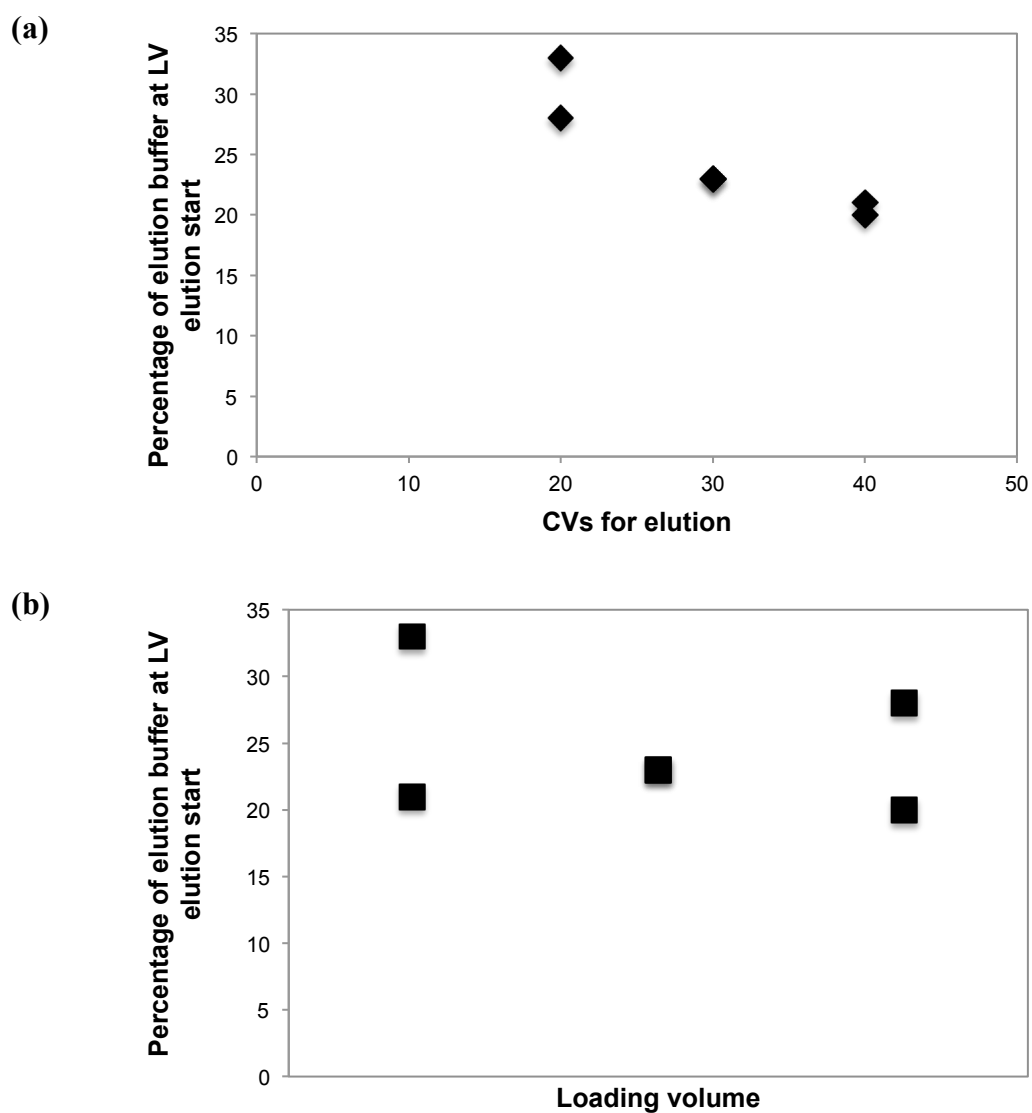 (a)
Percentage of elution buffer at LV
elution start
35
30
25
20
15
10
5
0
0 10 20 30 40 50
CVs for elution
(b)
Percentage of elution buffer at LV
elution start
35
30
25
20
15
10
5
0
Loading volume